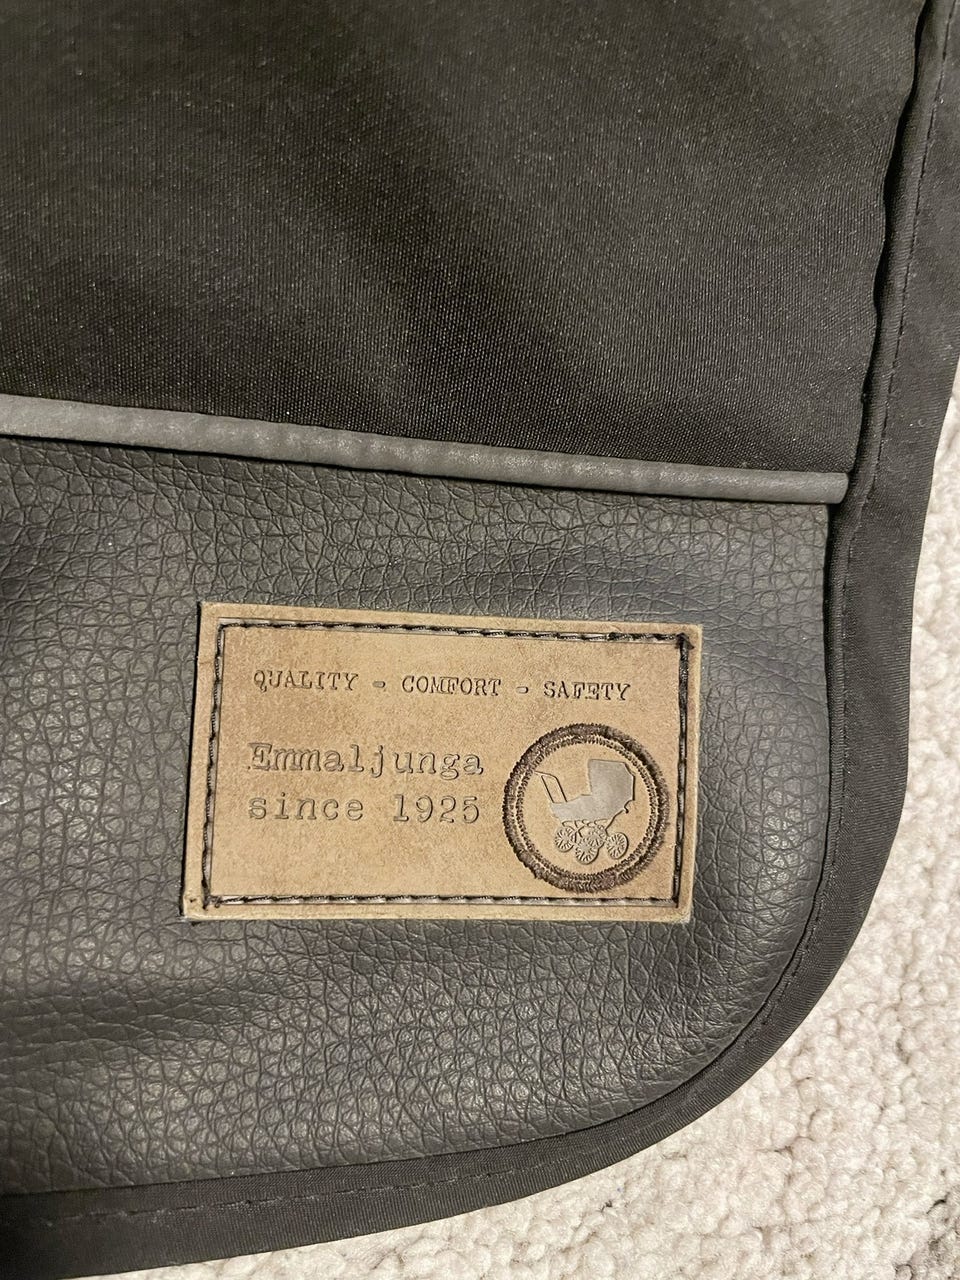 QUALITY - COMFORT - SAFETY
Emmaljunga
since 1925